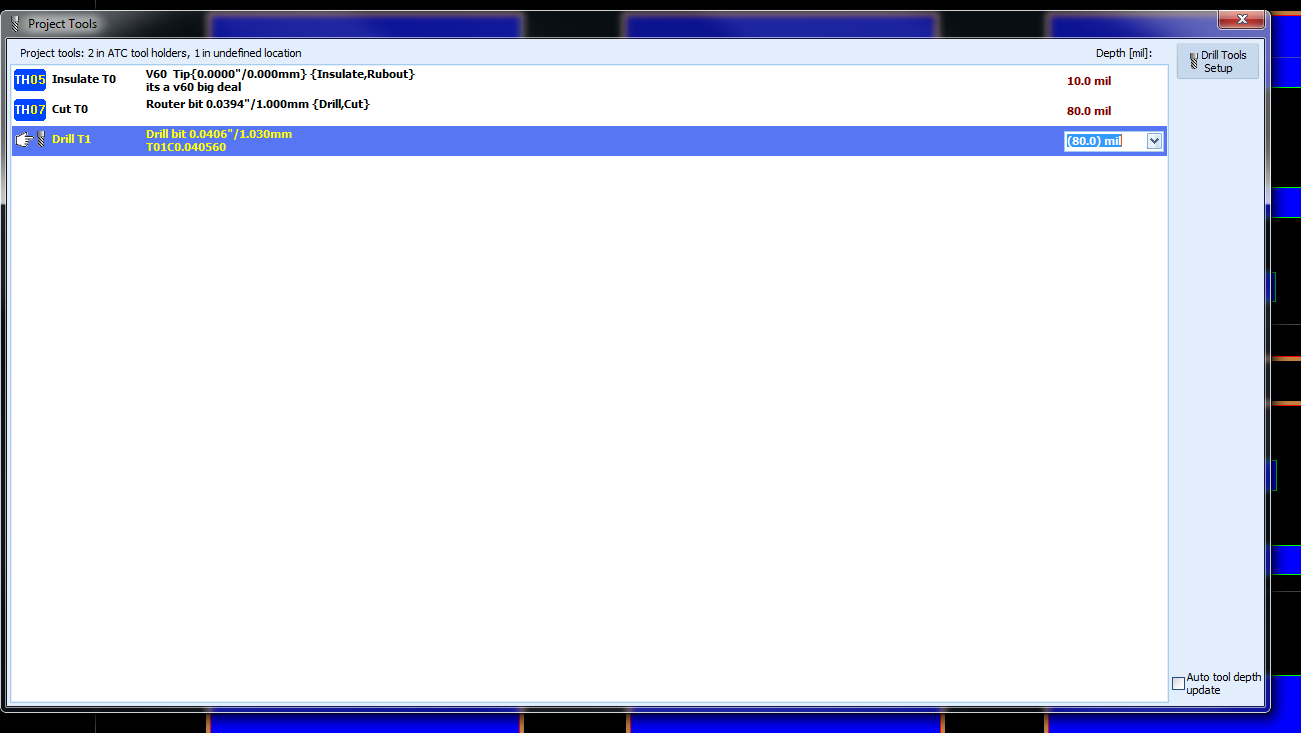 Project Tools
Project tools: 2 in ATC tool holders, 1 in undefined location
Depth [mil]:
Drill Tools
Setup
TH05 Insulate T0 V60 Tip{0.0000"/0.000mm} {Insulate,Rubout} 10.0 mil
its a v60 big deal
TH07 Cut T0 Router bit 0.0394"/1.000mm {Drill,Cut} 80.0 mil
Drill T1 Drill bit 0.0406"/1.030mm (80.0) mil
T01C0.040560
Auto tool depth
update